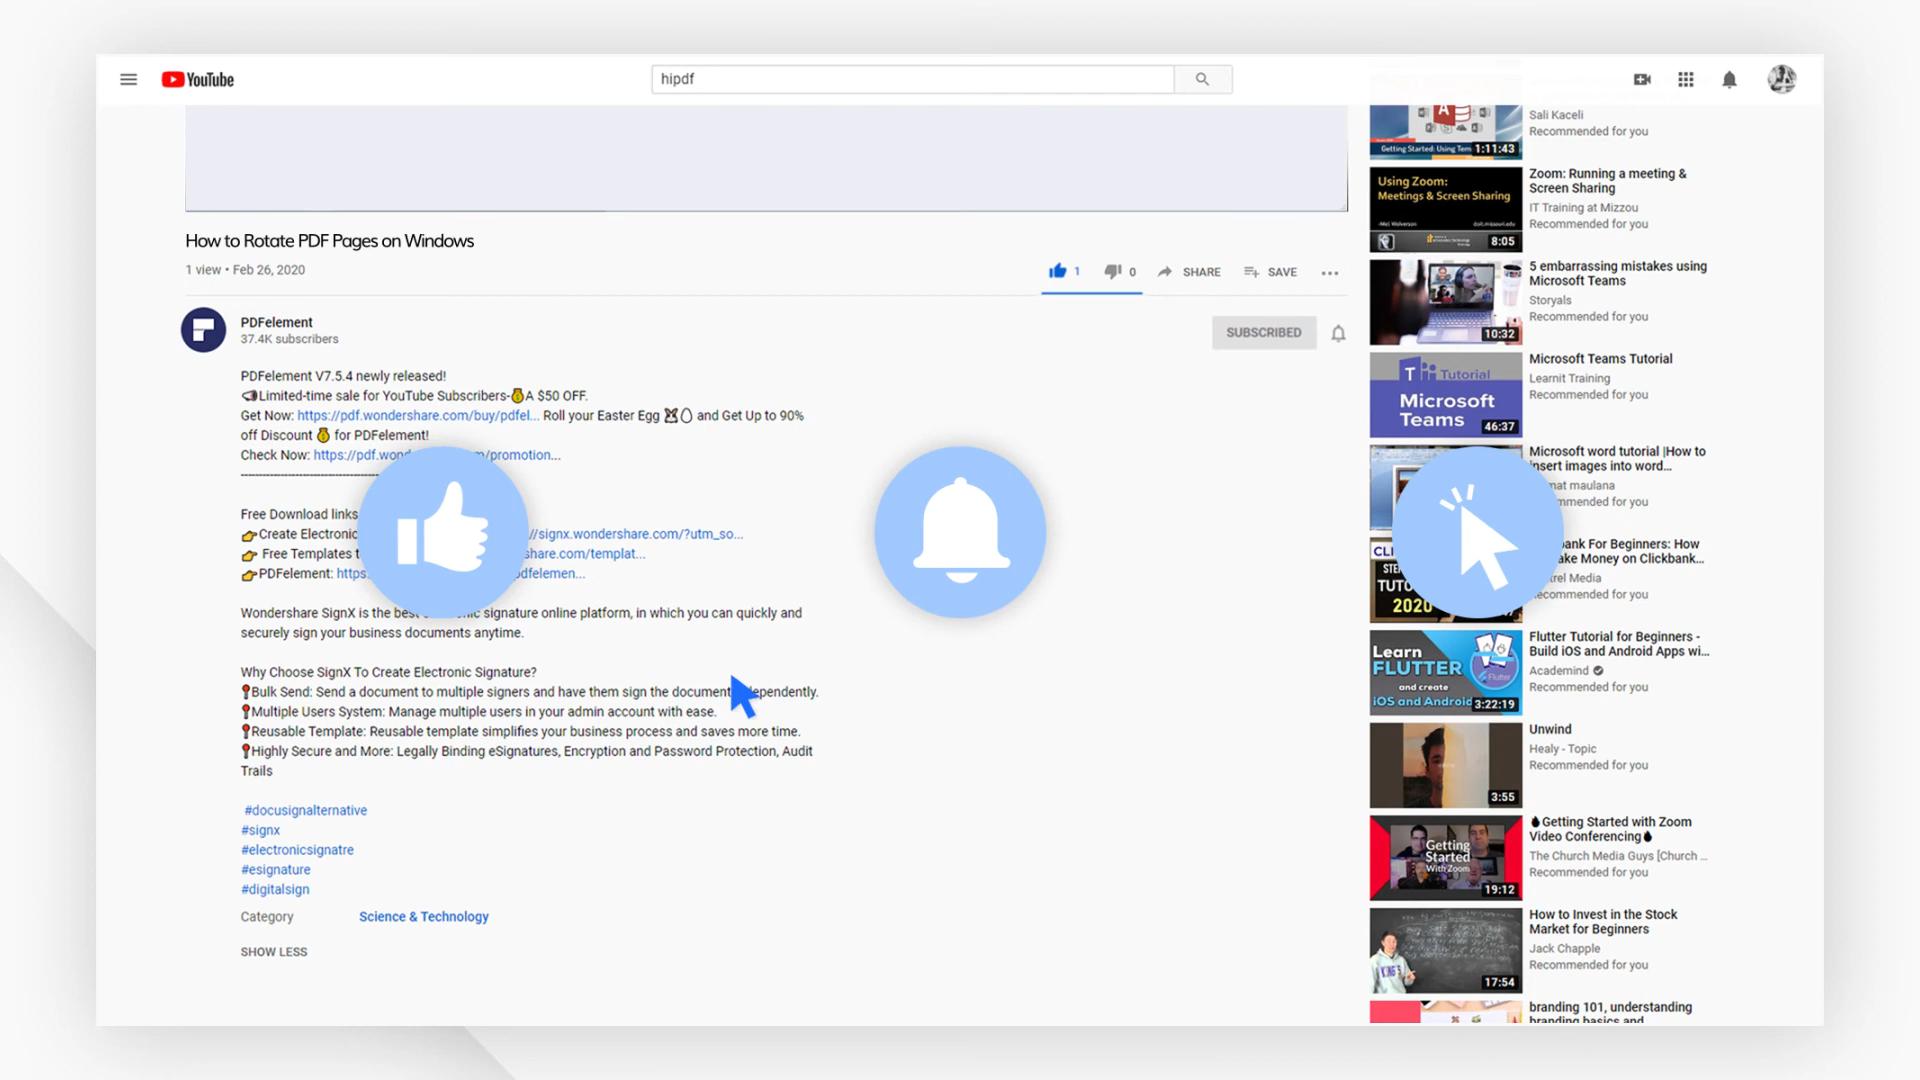 YouTube
hipdf
How to Rotate PDF Pages on Windows
1 view • Feb 26, 2020
1
0
SHARE
SAVE
PDFelement
37.4K subscribers
SUBSCRIBED
PDFelement V7.5.4 newly released!
Limited-time sale for YouTube Subscribers-💰A $50 OFF.
Get Now: https://pdf.wondershare.com/buy/pdfel... Roll your Easter Egg and Get Up to 90%
off Discount 💰 for PDFelement!
Check Now: https://pdf.won /promotion...
Free Download links
👉Create Electronic //signx.wondershare.com/?utm_so...
👉 Free Templates share.com/templat...
👉PDFelement: https: dfelemen...
Wondershare SignX is the signature online platform, in which you can quickly and
securely sign your business documents anytime.
Why Choose SignX To Create Electronic Signature?
Bulk Send: Send a document to multiple signers and have them sign the document ependently.
Multiple Users System: Manage multiple users in your admin account with ease.
Reusable Template: Reusable template simplifies your business process and saves more time.
Highly Secure and More: Legally Binding eSignatures, Encryption and Password Protection, Audit
Trails
#docusignalternative
#signx
#electronicsignatre
#esignature
#digitalsign
Category Science & Technology
SHOW LESS
Getting Started: Using Tem
1:11:43
Sali Kaceli
Recommended for you
Using Zoom:
Meetings & Screen Sharing
8:05
Zoom: Running a meeting &
Screen Sharing
IT Training at Mizzou
Recommended for you
10:32
5 embarrassing mistakes using
Microsoft Teams
Storyals
Recommended for you
Tutorial
Microsoft
Teams
46:37
Microsoft Teams Tutorial
Learnit Training
Recommended for you
Microsoft word tutorial |How to
insert images into word...
mat maulana
mmended for you
CLI
STE
TUTO
2020
bank For Beginners: How
ake Money on Clickbank...
trel Media
ecommended for you
Learn
FLUTTER
and create
iOS and Android
Flutter
3:22:19
Flutter Tutorial for Beginners -
Build iOS and Android Apps wi...
Academind
Recommended for you
3:55
Unwind
Healy - Topic
Recommended for you
Getting
Started
With Zoom
19:12
Getting Started with Zoom
Video Conferencing
The Church Media Guys [Church ...
Recommended for you
KING'S
17:54
How to Invest in the Stock
Market for Beginners
Jack Chapple
Recommended for you
branding 101, understanding
branding basics and